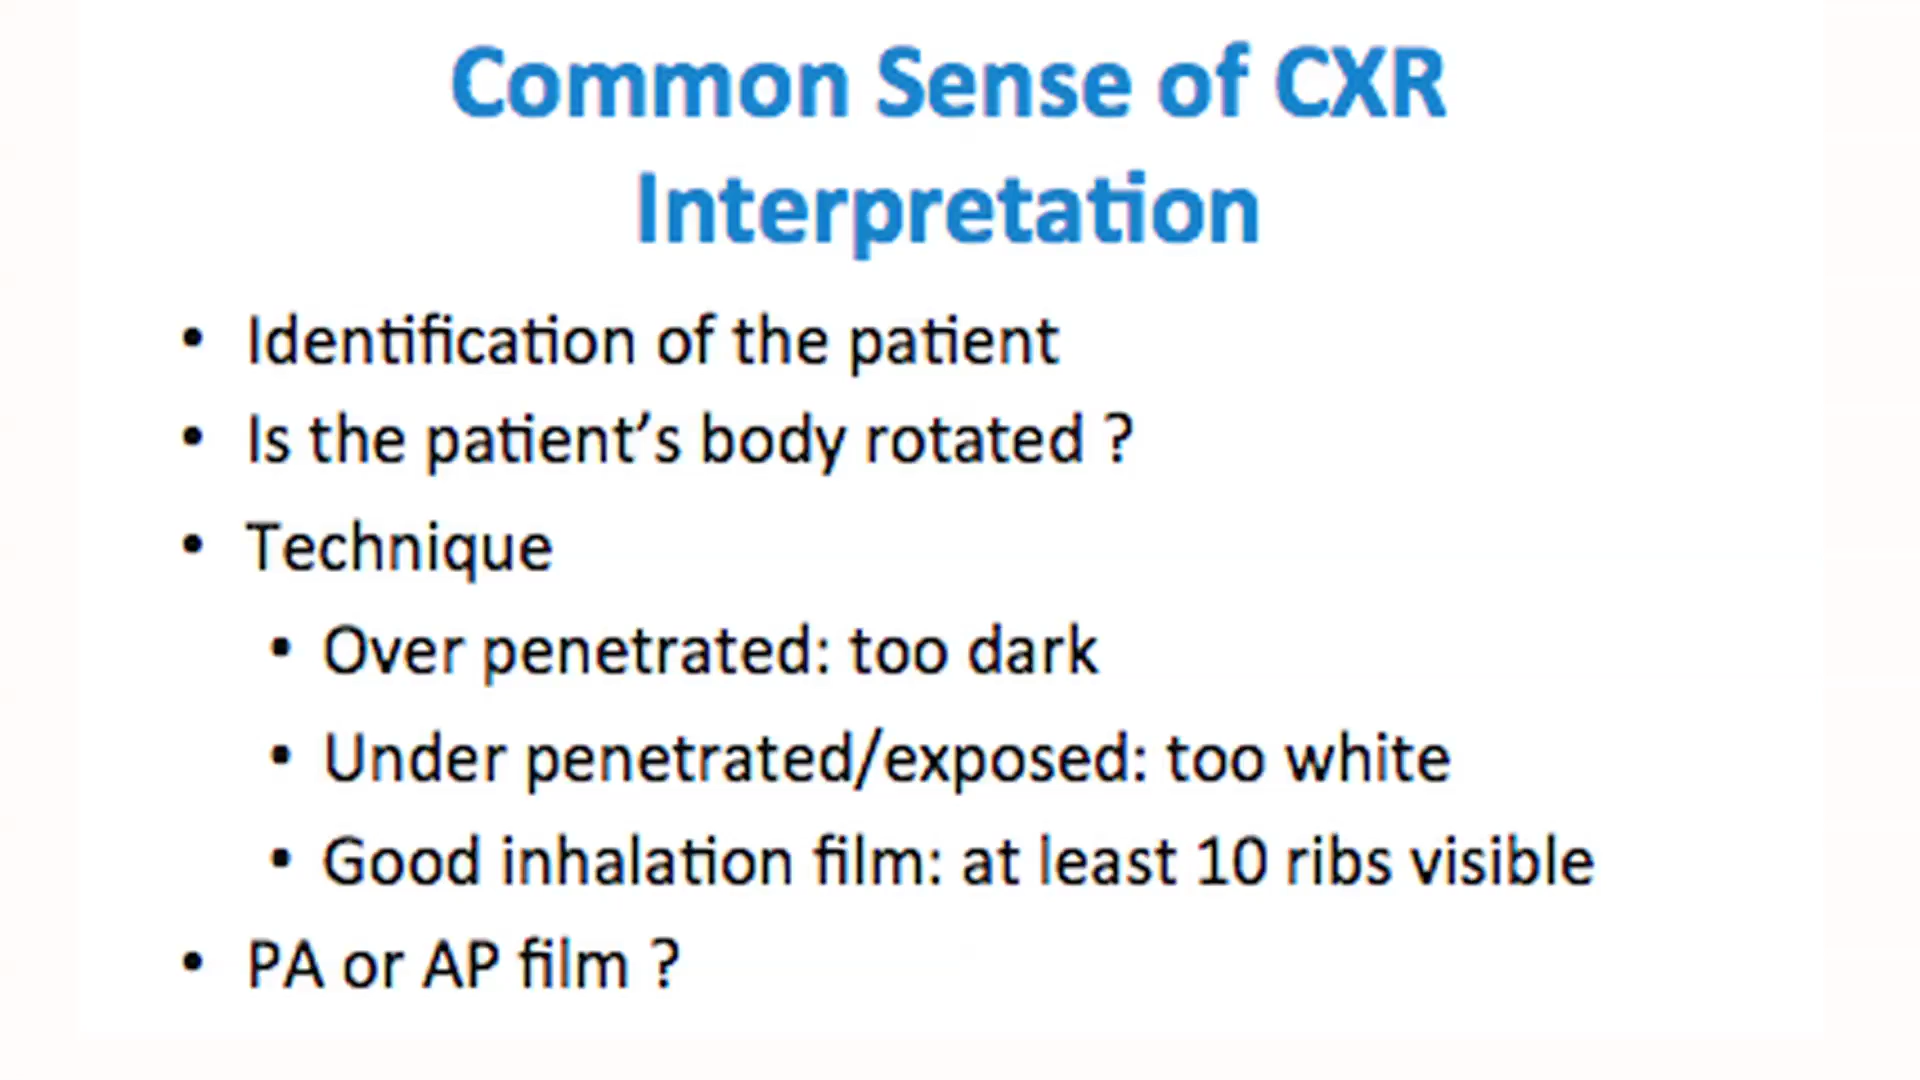 Common Sense of CXR
Interpretation
• Identification of the patient
• Is the patient’s body rotated ?
• Technique
• Over penetrated: too dark
• Under penetrated/exposed: too white
• Good inhalation film: at least 10 ribs visible
• PA or AP film ?